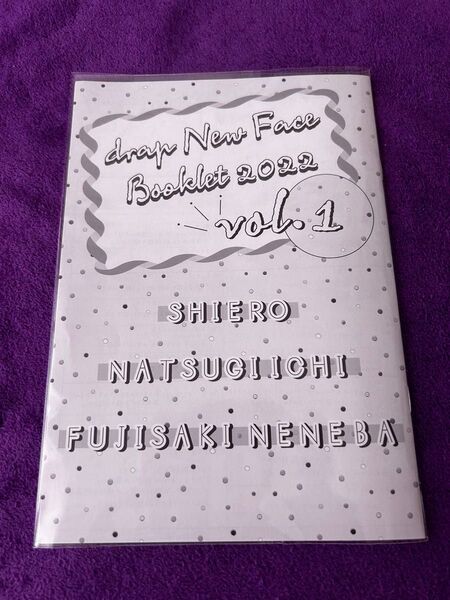 drap New Face
Booklet 2022
vol. 1
SHIERO
NATSUGI ICHI
FUJISAKI NENEBA